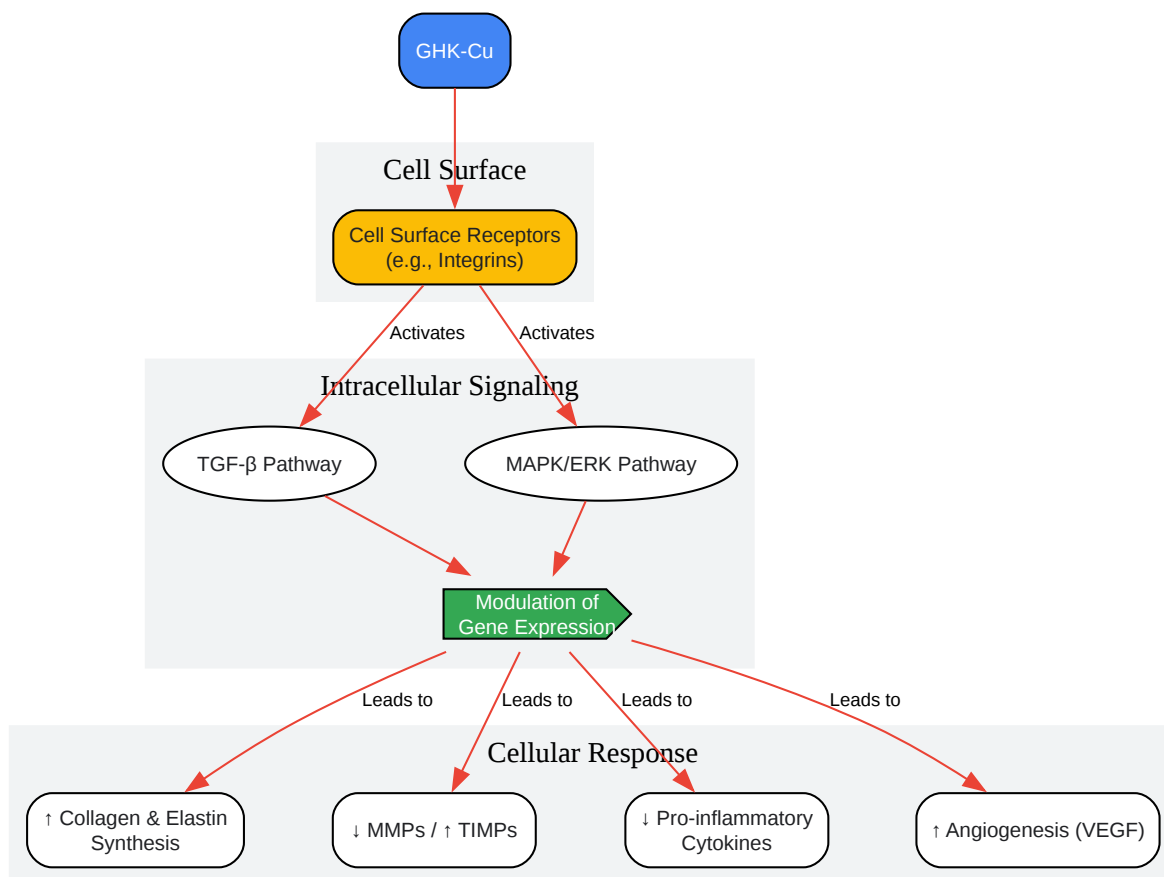 GHK-Cu
Cell Surface
Cell Surface Receptors
(e.g., Integrins)
Activates
Activates
Intracellular Signaling
TGF-β Pathway
MAPK/ERK Pathway
Modulation of
Gene Expression
Leads to
Leads to
Leads to
Leads to
Cellular Response
↑ Collagen & Elastin
Synthesis
↓ MMPs / ↑ TIMPs
↓ Pro-inflammatory
Cytokines
↑ Angiogenesis (VEGF)